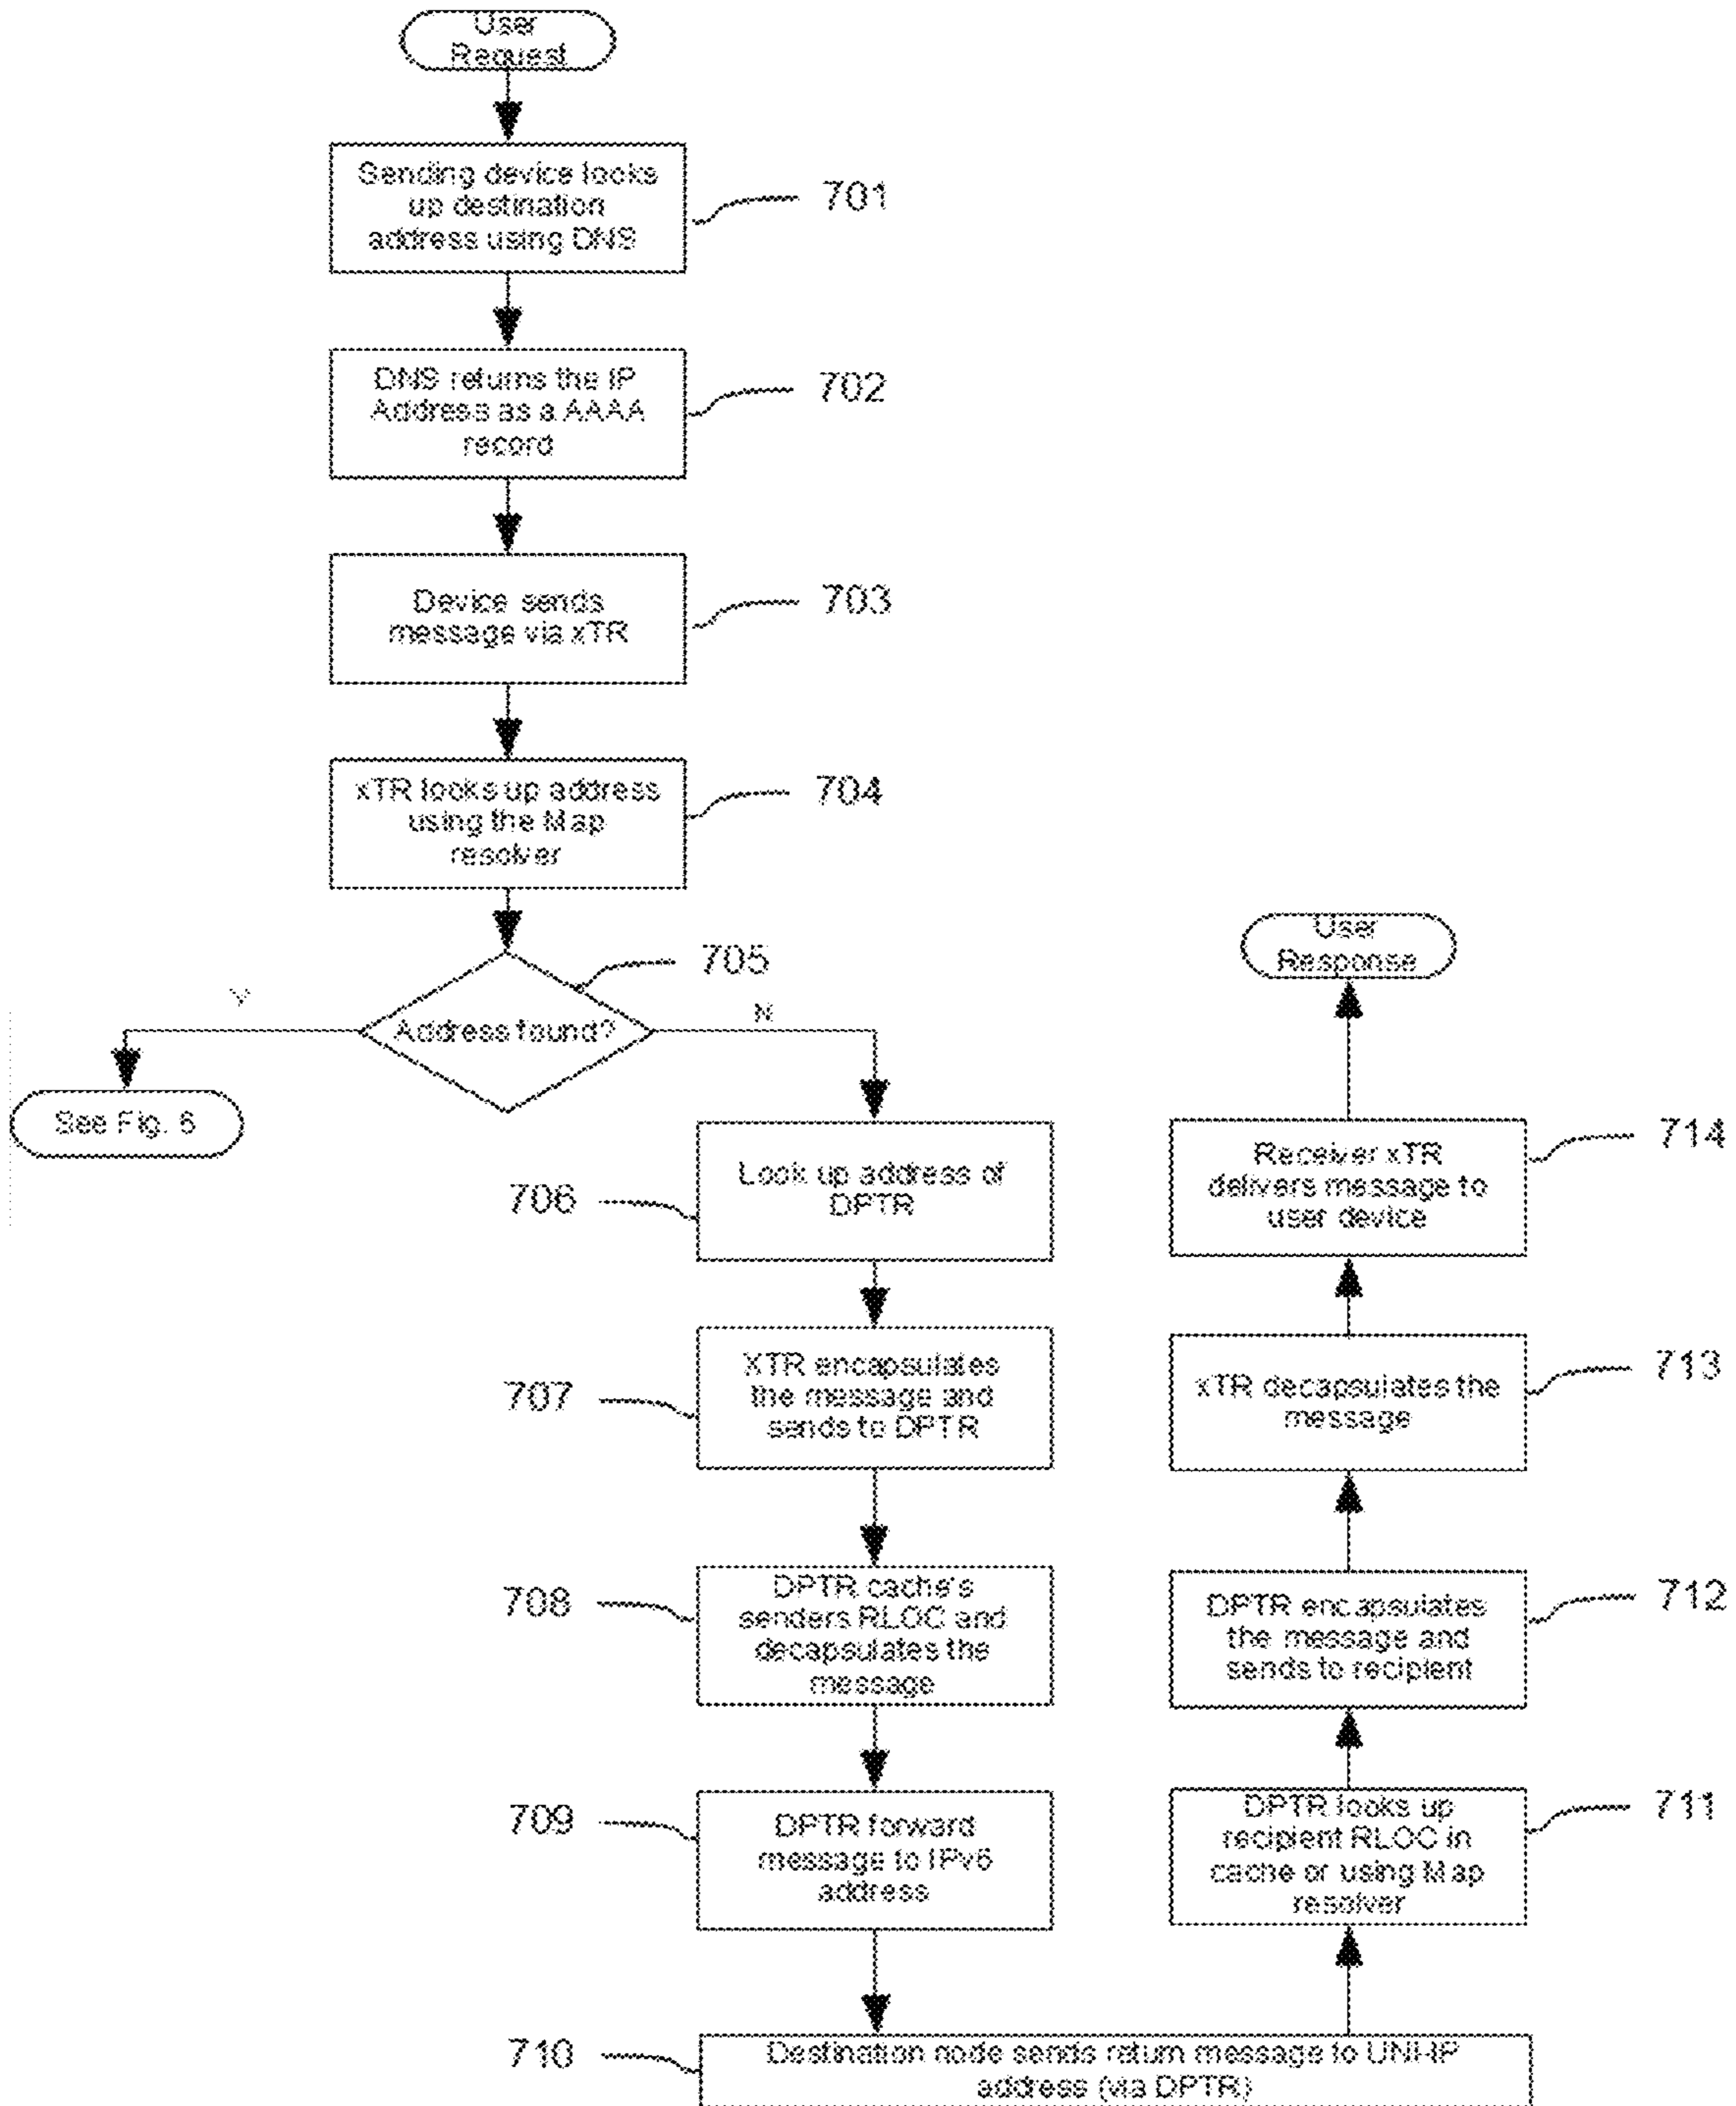 User
Request
Sending device looks
up destination
address using DNS
701
DNS returns the IP
Address as a AAAA
record
702
Device sends
message via xTR
703
xTR looks up address
using the Map
resolver
704
705
Y
Address found?
N
See Fig. 6
Look up address of
DPTR
706
XTR encapsulates
the message and
sends to DPTR
707
DPTR cache's
senders RLOC and
decapsulates the
message
708
DPTR forward
message to IPv6
address
709
Destination node sends return message to
address (via DPTR)
710
DPTR looks up
recipient RLOC in
cache or using Map
resolver
711
DPTR encapsulates
the message and
sends to recipient
712
xTR decapsulates the
message
713
Receiver xTR
delivers message to
user device
714
User
Response